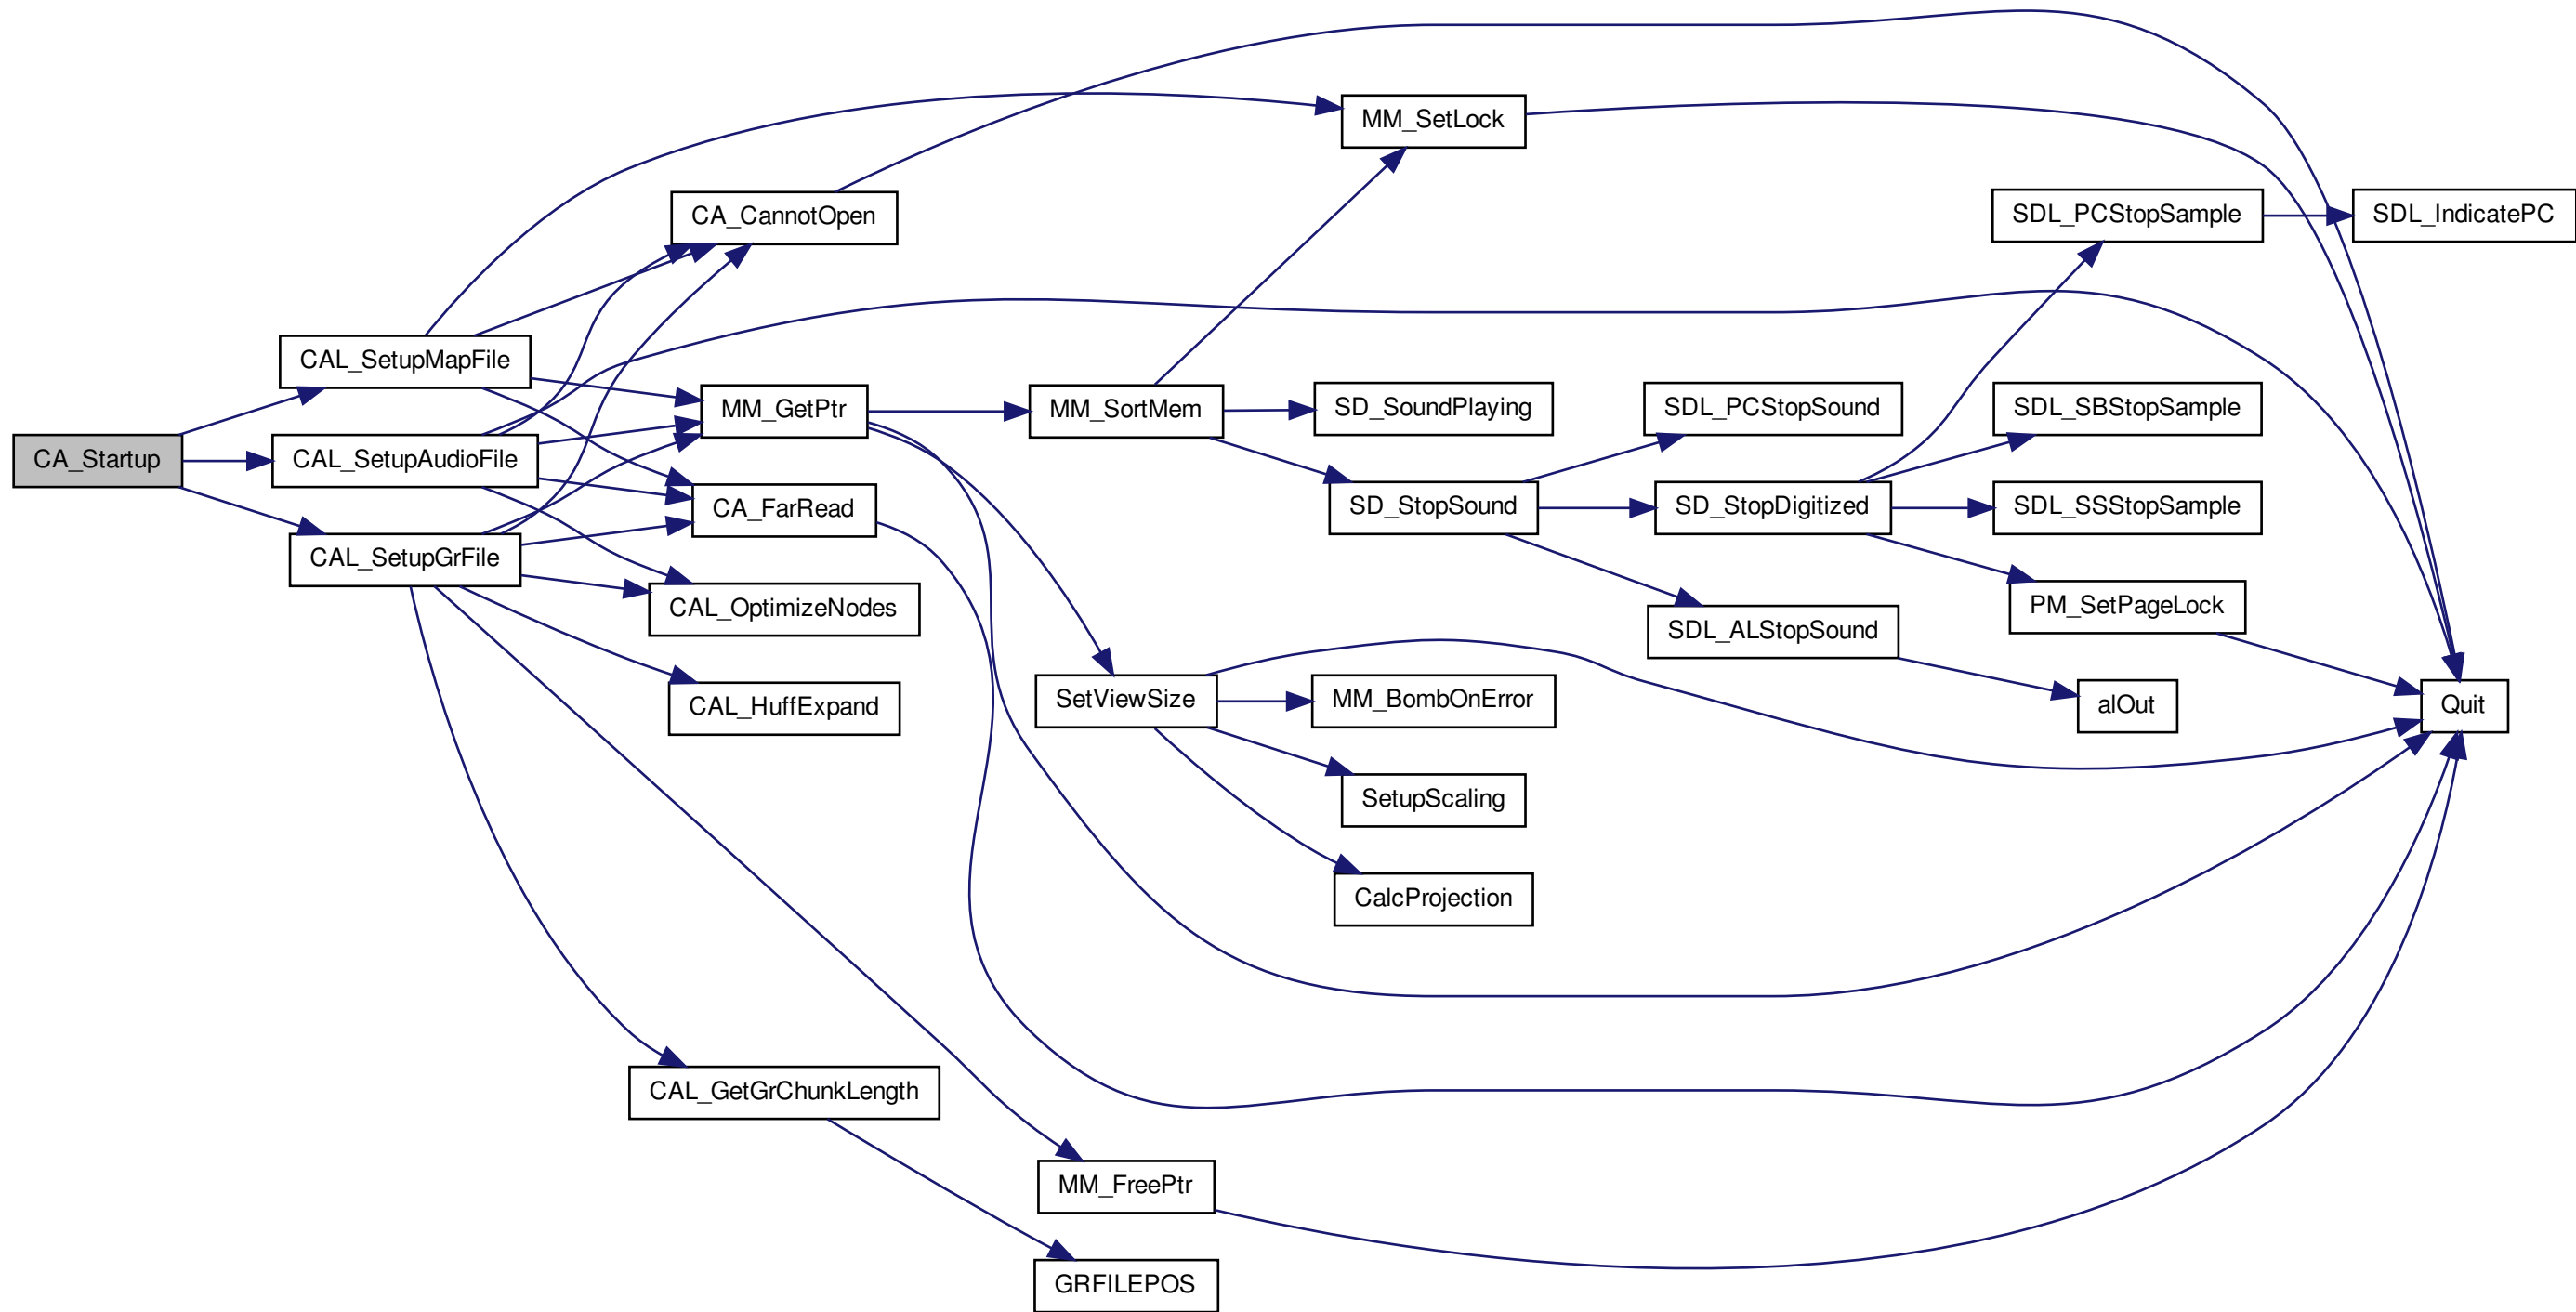 CA_Startup
CAL_SetupMapFile
CAL_SetupAudioFile
CAL_SetupGrFile
CA_CannotOpen
MM_GetPtr
CA_FarRead
CAL_OptimizeNodes
CAL_HuffExpand
CAL_GetGrChunkLength
MM_SortMem
SetViewSize
MM_FreePtr
GRFILEPOS
MM_SetLock
SD_SoundPlaying
SD_StopSound
MM_BombOnError
SetupScaling
CalcProjection
SDL_PCStopSound
SD_StopDigitized
SDL_ALStopSound
SDL_PCStopSample
SDL_SBStopSample
SDL_SSStopSample
PM_SetPageLock
alOut
SDL_IndicatePC
Quit